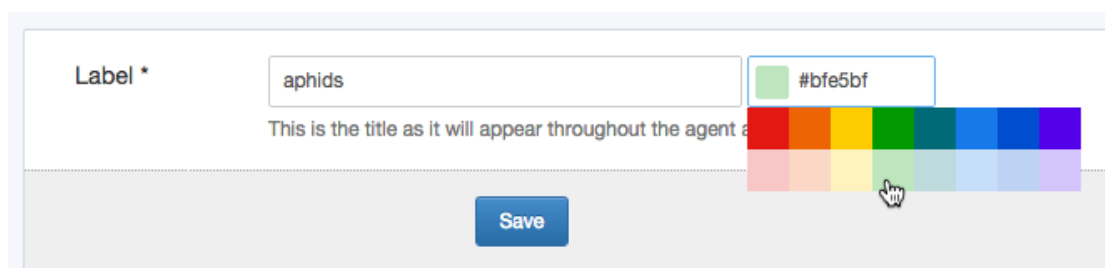 Label *
aphids
#bfe5bf
This is the title as it will appear throughout the agent
Save